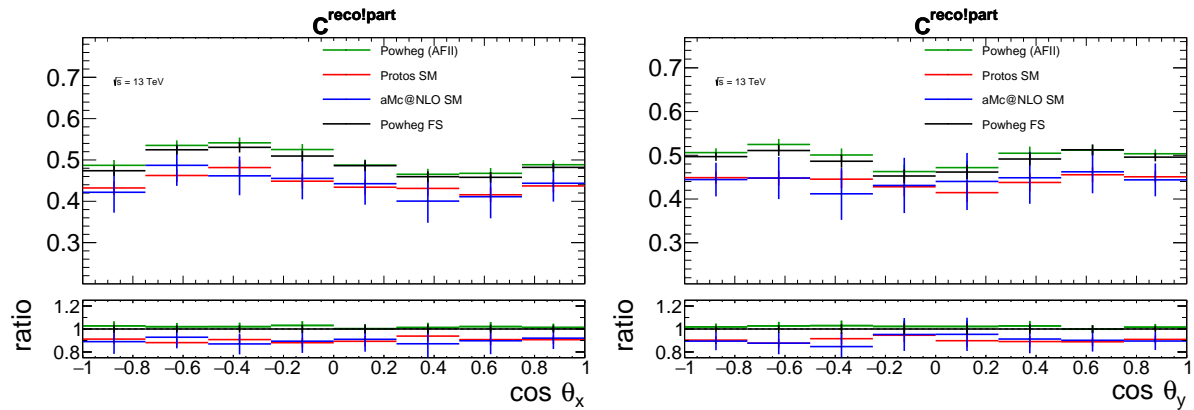 C^reco!part
Powheg (AFII)
Protos SM
aMc@NLO SM
Powheg FS
√s = 13 TeV
0.7
0.6
0.5
0.4
0.3
ratio
1.2
1
0.8
−1 −0.8 −0.6 −0.4 −0.2 0 0.2 0.4 0.6 0.8 1
cos θx
C^reco!part
Powheg (AFII)
Protos SM
aMc@NLO SM
Powheg FS
√s = 13 TeV
0.7
0.6
0.5
0.4
0.3
ratio
1.2
1
0.8
−1 −0.8 −0.6 −0.4 −0.2 0 0.2 0.4 0.6 0.8 1
cos θy